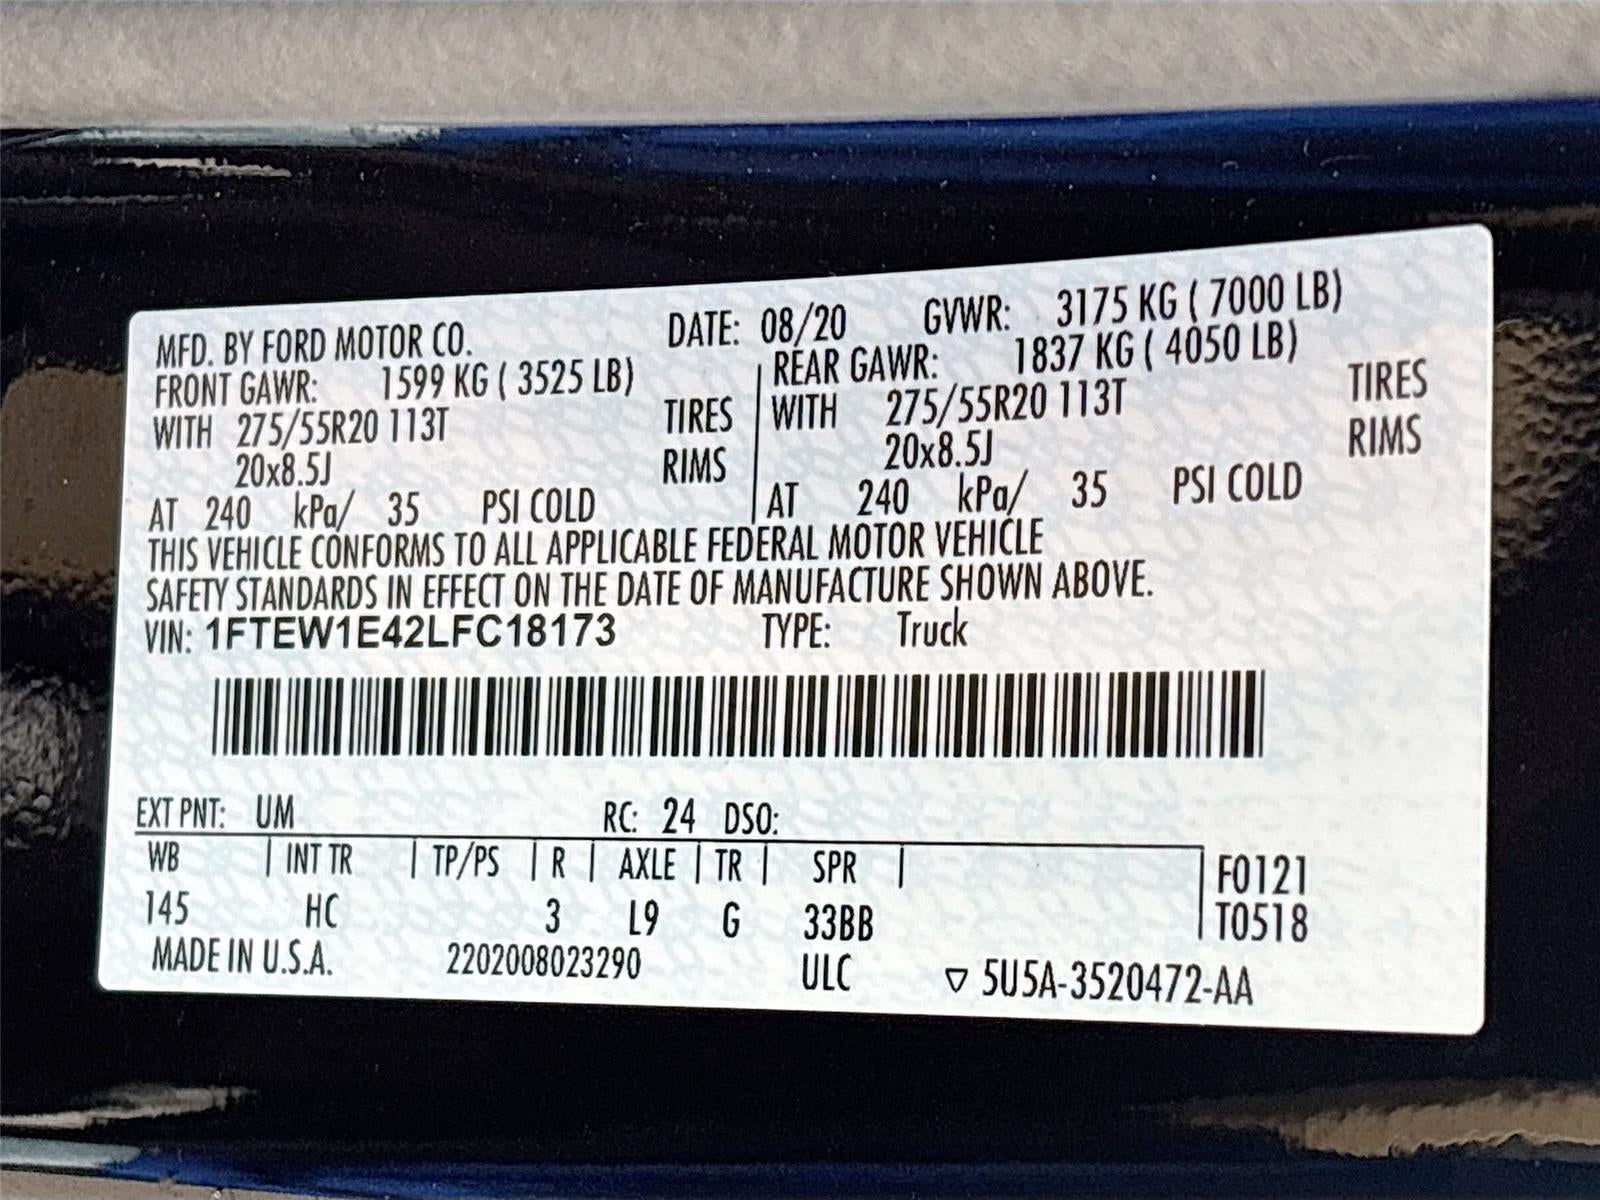 MFD. BY FORD MOTOR CO. DATE: 08/20 GVWR: 3175 KG ( 7000 LB)
FRONT GAWR: 1599 KG ( 3525 LB) REAR GAWR: 1837 KG ( 4050 LB)
WITH 275/55R20 113T TIRES WITH 275/55R20 113T TIRES
20x8.5J RIMS 20x8.5J RIMS
AT 240 kPa/ 35 PSI COLD AT 240 kPa/ 35 PSI COLD
THIS VEHICLE CONFORMS TO ALL APPLICABLE FEDERAL MOTOR VEHICLE
SAFETY STANDARDS IN EFFECT ON THE DATE OF MANUFACTURE SHOWN ABOVE.
VIN: 1FTEW1E42LFC18173 TYPE: Truck
EXT PNT: UM RC: 24 DSO:
WB INT TR TP/PS R AXLE TR SPR F0121
145 HC 3 L9 G 33BB T0518
MADE IN U.S.A. 2202008023290 ULC ▽ 5U5A-3520472-AA